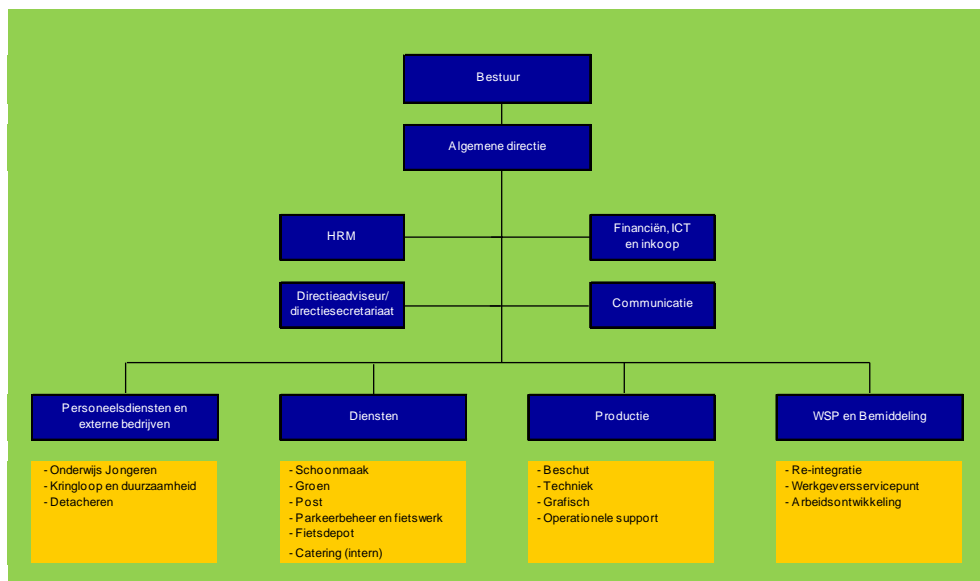 Bestuur
Algemene directie
HRM
Financiën, ICT
en inkoop
Directieadviseur/
directiesecretariaat
Communicatie
Personeelsdiensten en
externe bedrijven
Diensten
Productie
WSP en Bemiddeling
- Onderwijs Jongeren
- Kringloop en duurzaamheid
- Detacheren
- Schoonmaak
- Groen
- Post
- Parkeerbeheer en fietswerk
- Fietsdepot
- Catering (intern)
- Beschut
- Techniek
- Grafisch
- Operationele support
- Re-integratie
- Werkgeversservicepunt
- Arbeidsontwikkeling